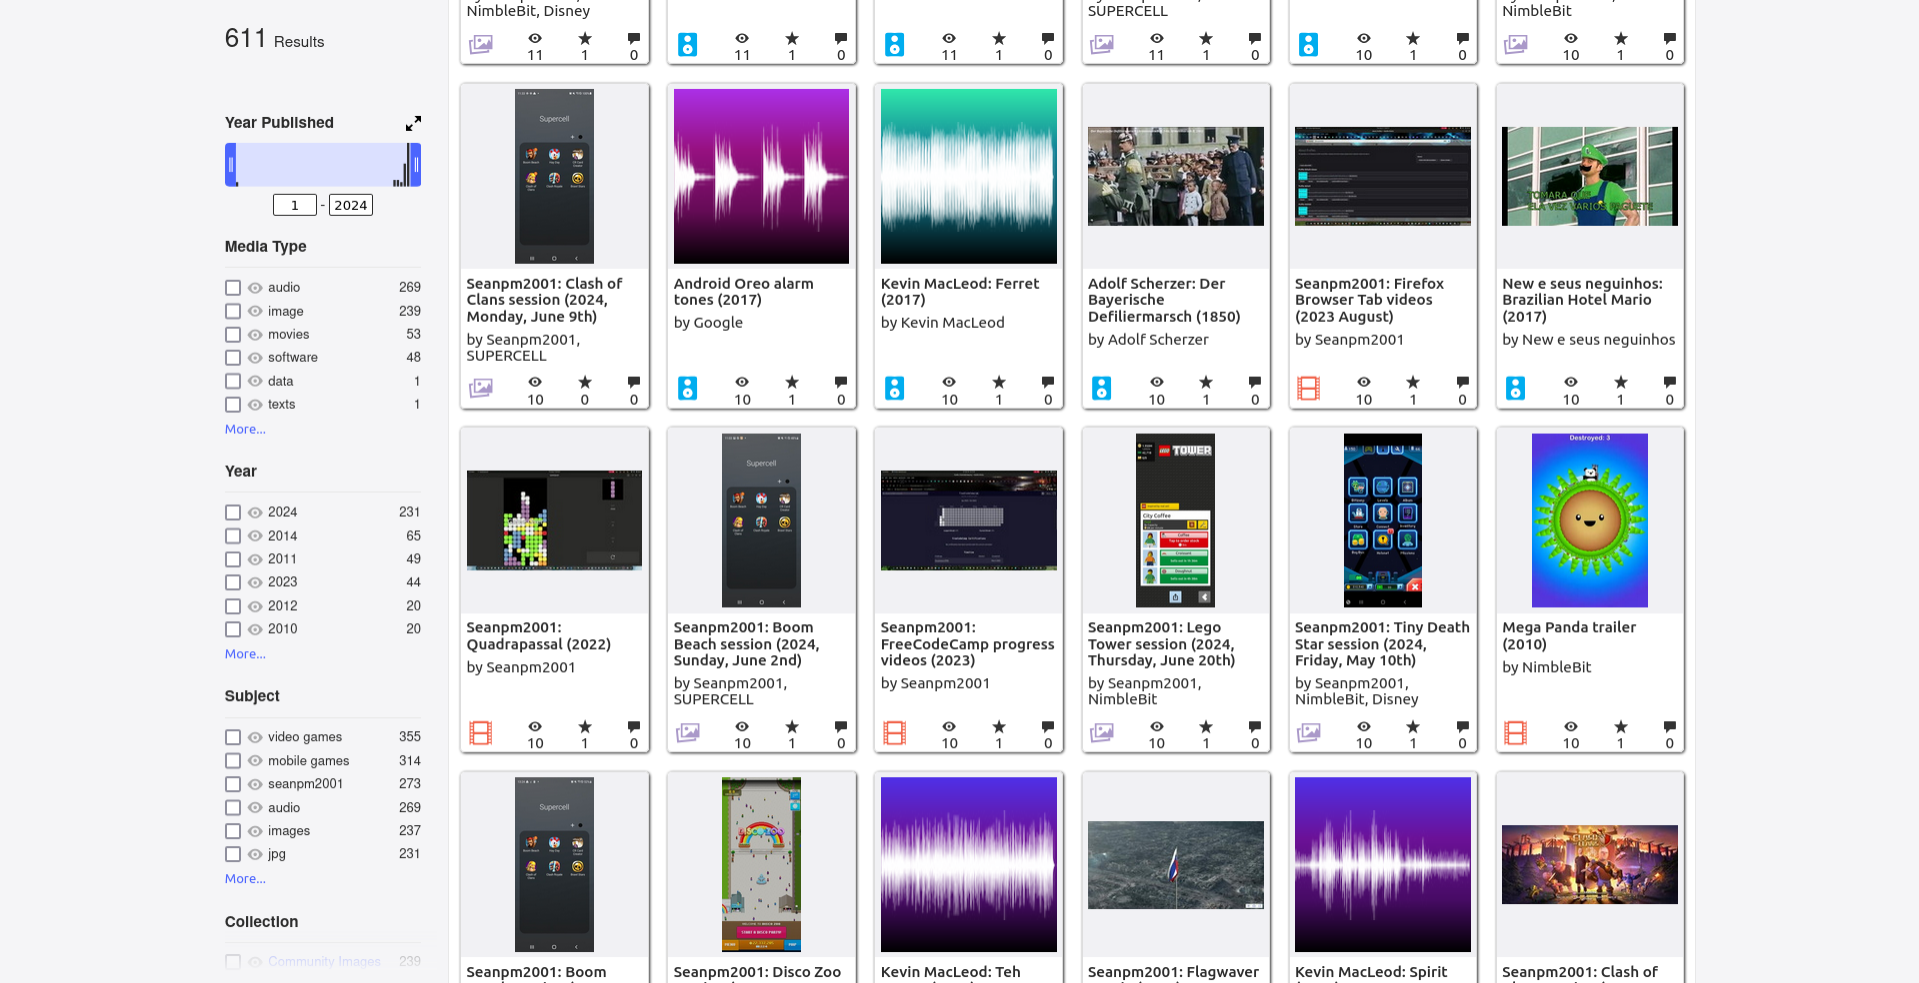 611 Results
Year Published
1 - 2024
Media Type
audio 269
image 239
movies 53
software 48
data 1
texts 1
More...
Year
2024 231
2014 65
2011 49
2023 44
2012 20
2010 20
More...
Subject
video games 355
mobile games 314
seanpm2001 273
audio 269
images 237
jpg 231
More...
Collection
Community Images 239
NimbleBit, Disney
11 1 0
11 1 0
11 1 0
SUPERCELL
11 1 0
10 1 0
NimbleBit
10 1 0
Supercell
Seanpm2001: Clash of
Clans session (2024,
Monday, June 9th)
by Seanpm2001,
SUPERCELL
10 0 0
Android Oreo alarm
tones (2017)
by Google
10 1 0
Kevin MacLeod: Ferret
(2017)
by Kevin MacLeod
10 1 0
Adolf Scherzer: Der
Bayerische
Defiliermarsch (1850)
by Adolf Scherzer
10 1 0
Seanpm2001: Firefox
Browser Tab videos
(2023 August)
by Seanpm2001
10 1 0
New e seus neguinhos:
Brazilian Hotel Mario
(2017)
by New e seus neguinhos
10 1 0
Seanpm2001:
Quadrapassal (2022)
by Seanpm2001
10 1 0
Supercell
Seanpm2001: Boom
Beach session (2024,
Sunday, June 2nd)
by Seanpm2001,
SUPERCELL
10 1 0
Seanpm2001:
FreeCodeCamp progress
videos (2023)
by Seanpm2001
10 1 0
LEGO TOWER
City Coffee
Seanpm2001: Lego
Tower session (2024,
Thursday, June 20th)
by Seanpm2001,
NimbleBit
10 1 0
Seanpm2001: Tiny Death
Star session (2024,
Friday, May 10th)
by Seanpm2001,
NimbleBit, Disney
10 1 0
Destroyed: 3
Mega Panda trailer
(2010)
by NimbleBit
10 1 0
Supercell
Seanpm2001: Boom
Seanpm2001: Disco Zoo
Kevin MacLeod: Teh
Seanpm2001: Flagwaver
Kevin MacLeod: Spirit
Seanpm2001: Clash of